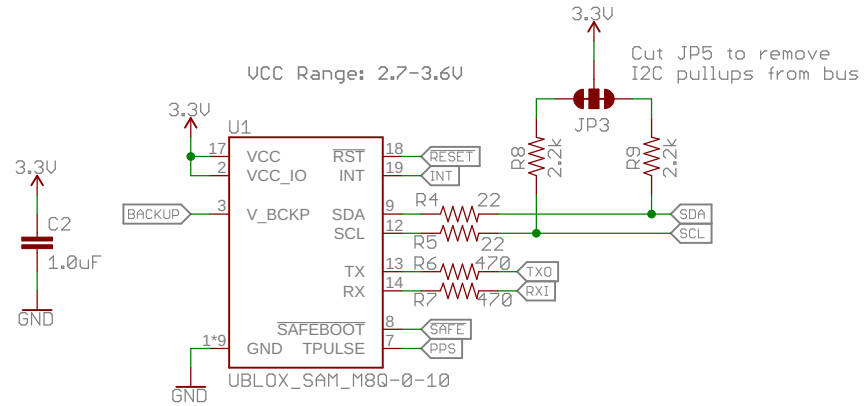 3.3V
Cut JP5 to remove
I2C pullups from bus
VCC Range: 2.7-3.6V
JP3
3.3V
U1
R8
2.2k
R9
2.2k
17
VCC
RST
18
RESET
2
VCC_IO
INT
19
INT
3.3V
BACKUP
3
V_BCKP
SDA
9
R4
22
SDA
C2
SCL
12
R5
22
SCL
1.0uF
TX
13
R6
470
TXO
RX
14
R7
470
RXI
GND
SAFEBOOT
8
SAFE
1*9
GND
TPULSE
7
PPS
GND
UBLOX_SAM_M8Q-0-10